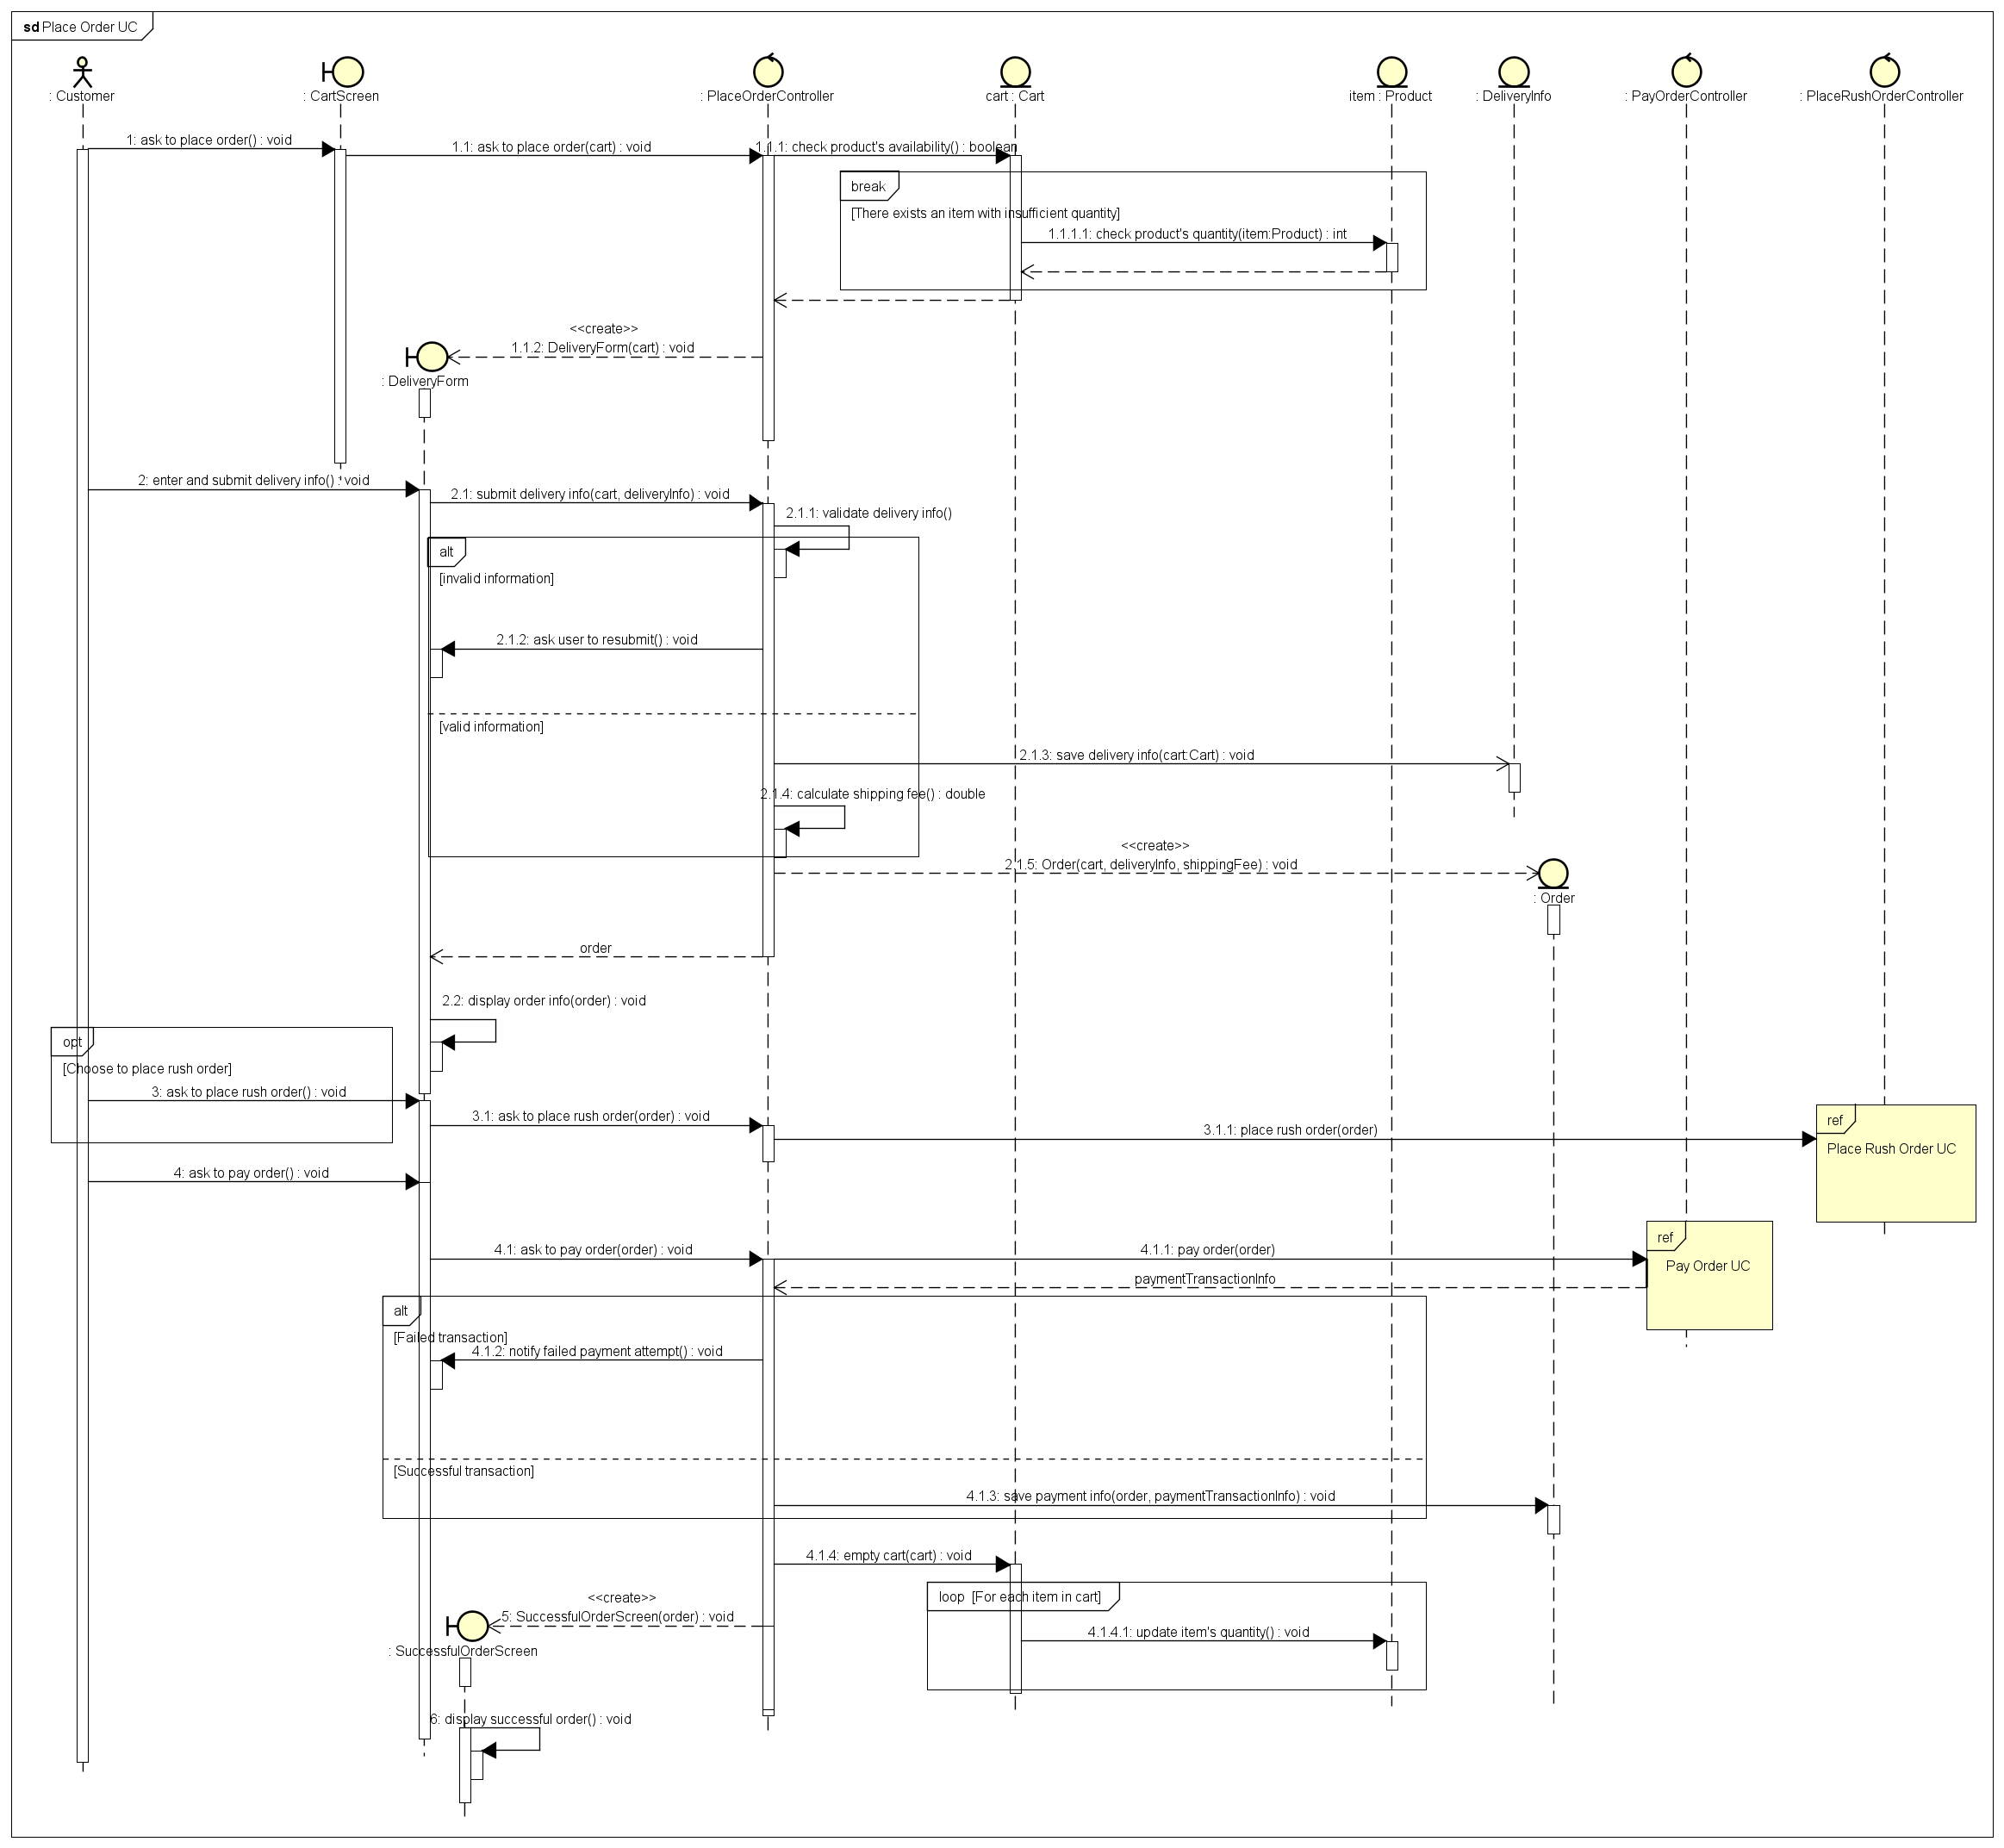 sd Place Order UC
: Customer
: CartScreen
: PlaceOrderController
cart : Cart
item : Product
: DeliveryInfo
: PayOrderController
: PlaceRushOrderController
1: ask to place order() : void
1.1: ask to place order(cart) : void
1.1.1: check product's availability() : boolean
break
[There exists an item with insufficient quantity]
1.1.1.1: check product's quantity(item:Product) : int
<<create>>
1.1.2: DeliveryForm(cart) : void
: DeliveryForm
2: enter and submit delivery info() : void
2.1: submit delivery info(cart, deliveryInfo) : void
2.1.1: validate delivery info()
alt
[invalid information]
2.1.2: ask user to resubmit() : void
[valid information]
2.1.3: save delivery info(cart:Cart) : void
2.1.4: calculate shipping fee() : double
<<create>>
2.1.5: Order(cart, deliveryInfo, shippingFee) : void
: Order
order
2.2: display order info(order) : void
opt
[Choose to place rush order]
3: ask to place rush order() : void
3.1: ask to place rush order(order) : void
3.1.1: place rush order(order)
ref
Place Rush Order UC
4: ask to pay order() : void
4.1: ask to pay order(order) : void
4.1.1: pay order(order)
ref
Pay Order UC
paymentTransactionInfo
alt
[Failed transaction]
4.1.2: notify failed payment attempt() : void
[Successful transaction]
4.1.3: save payment info(order, paymentTransactionInfo) : void
4.1.4: empty cart(cart) : void
loop [For each item in cart]
<<create>>
5: SuccessfulOrderScreen(order) : void
: SuccessfulOrderScreen
4.1.4.1: update item's quantity() : void
6: display successful order() : void